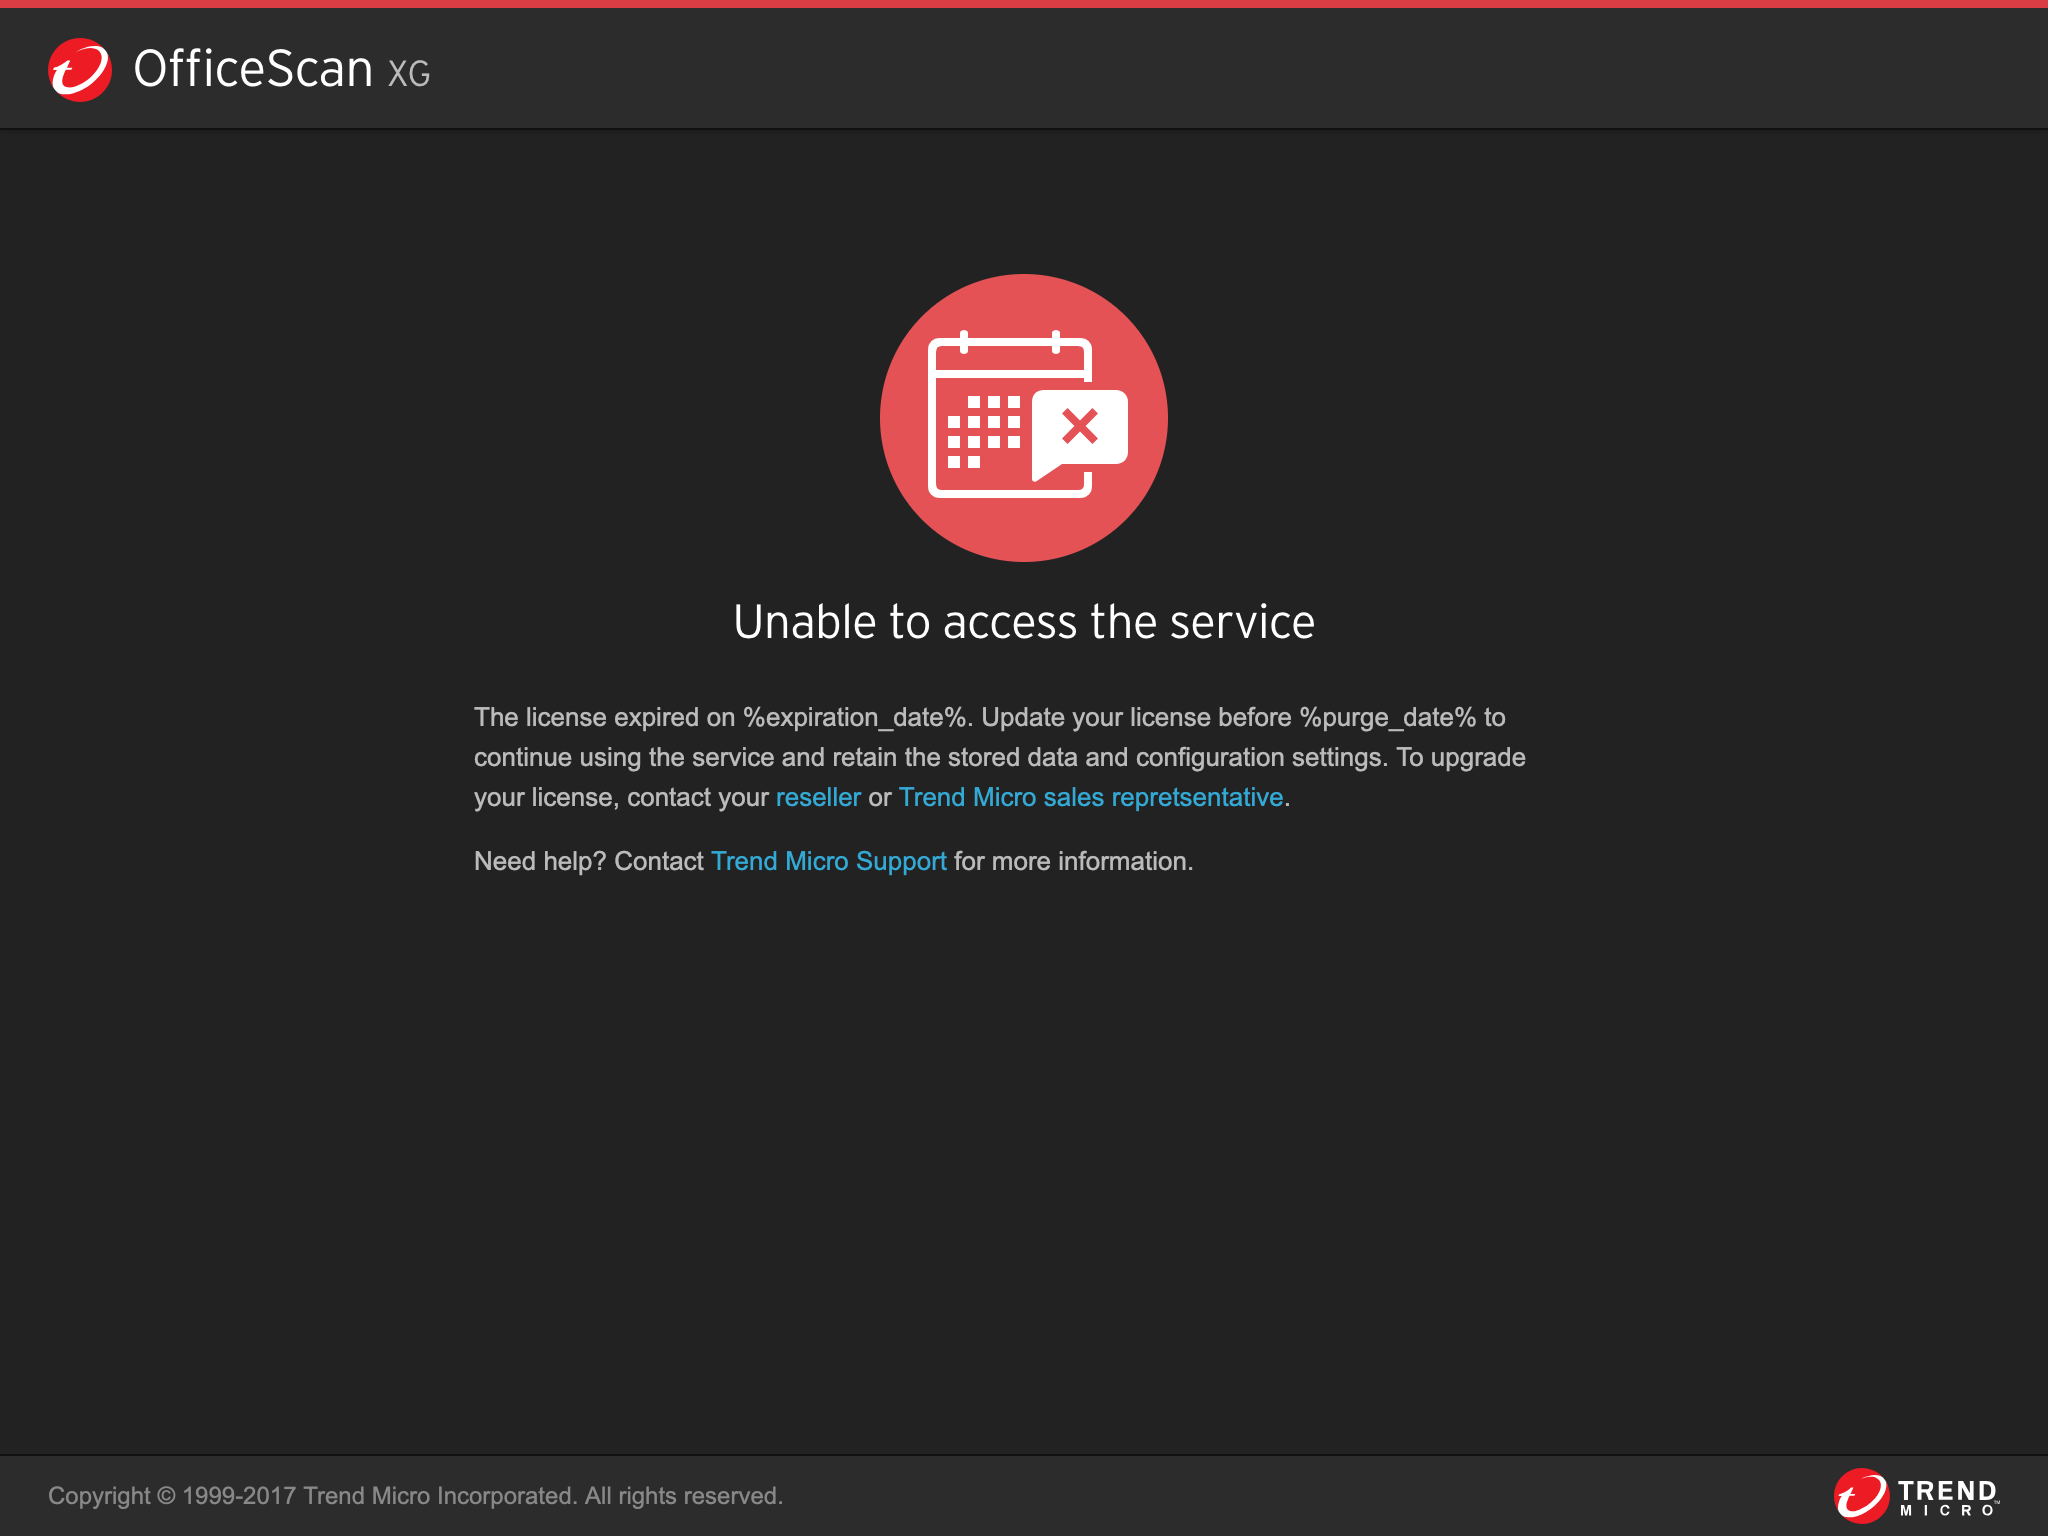 OfficeScan XG
Unable to access the service
The license expired on %expiration_date%. Update your license before %purge_date% to
continue using the service and retain the stored data and configuration settings. To upgrade
your license, contact your reseller or Trend Micro sales repretsentative.
Need help? Contact Trend Micro Support for more information.
Copyright © 1999-2017 Trend Micro Incorporated. All rights reserved.
TREND
MICRO™